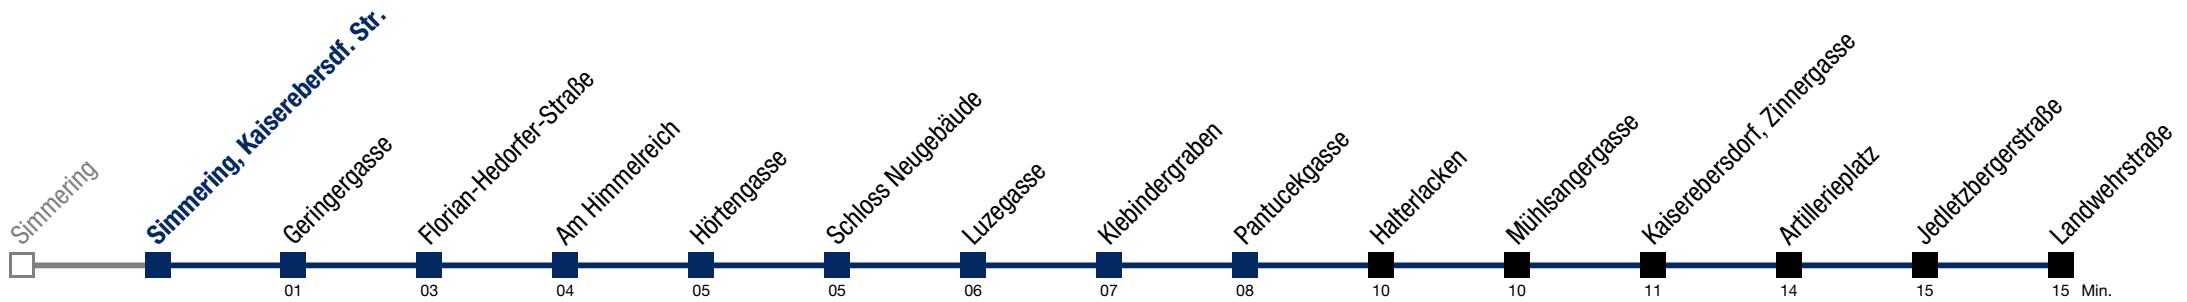 Simmering
Simmering, Kaiserebersdf. Str.
Geringergasse
Florian-Hedorfer-Straße
Am Himmelreich
Hörtengasse
Schloss Neugebäude
Luzegasse
Klebindergraben
Pantucekgasse
Halterlacken
Mühlsangergasse
Kaiserebersdorf, Zinnergasse
Artillerieplatz
Jedletzbergerstraße
Landwehrstraße
01 03 04 05 05 06 07 08 10 10 11 14 15 15 Min.